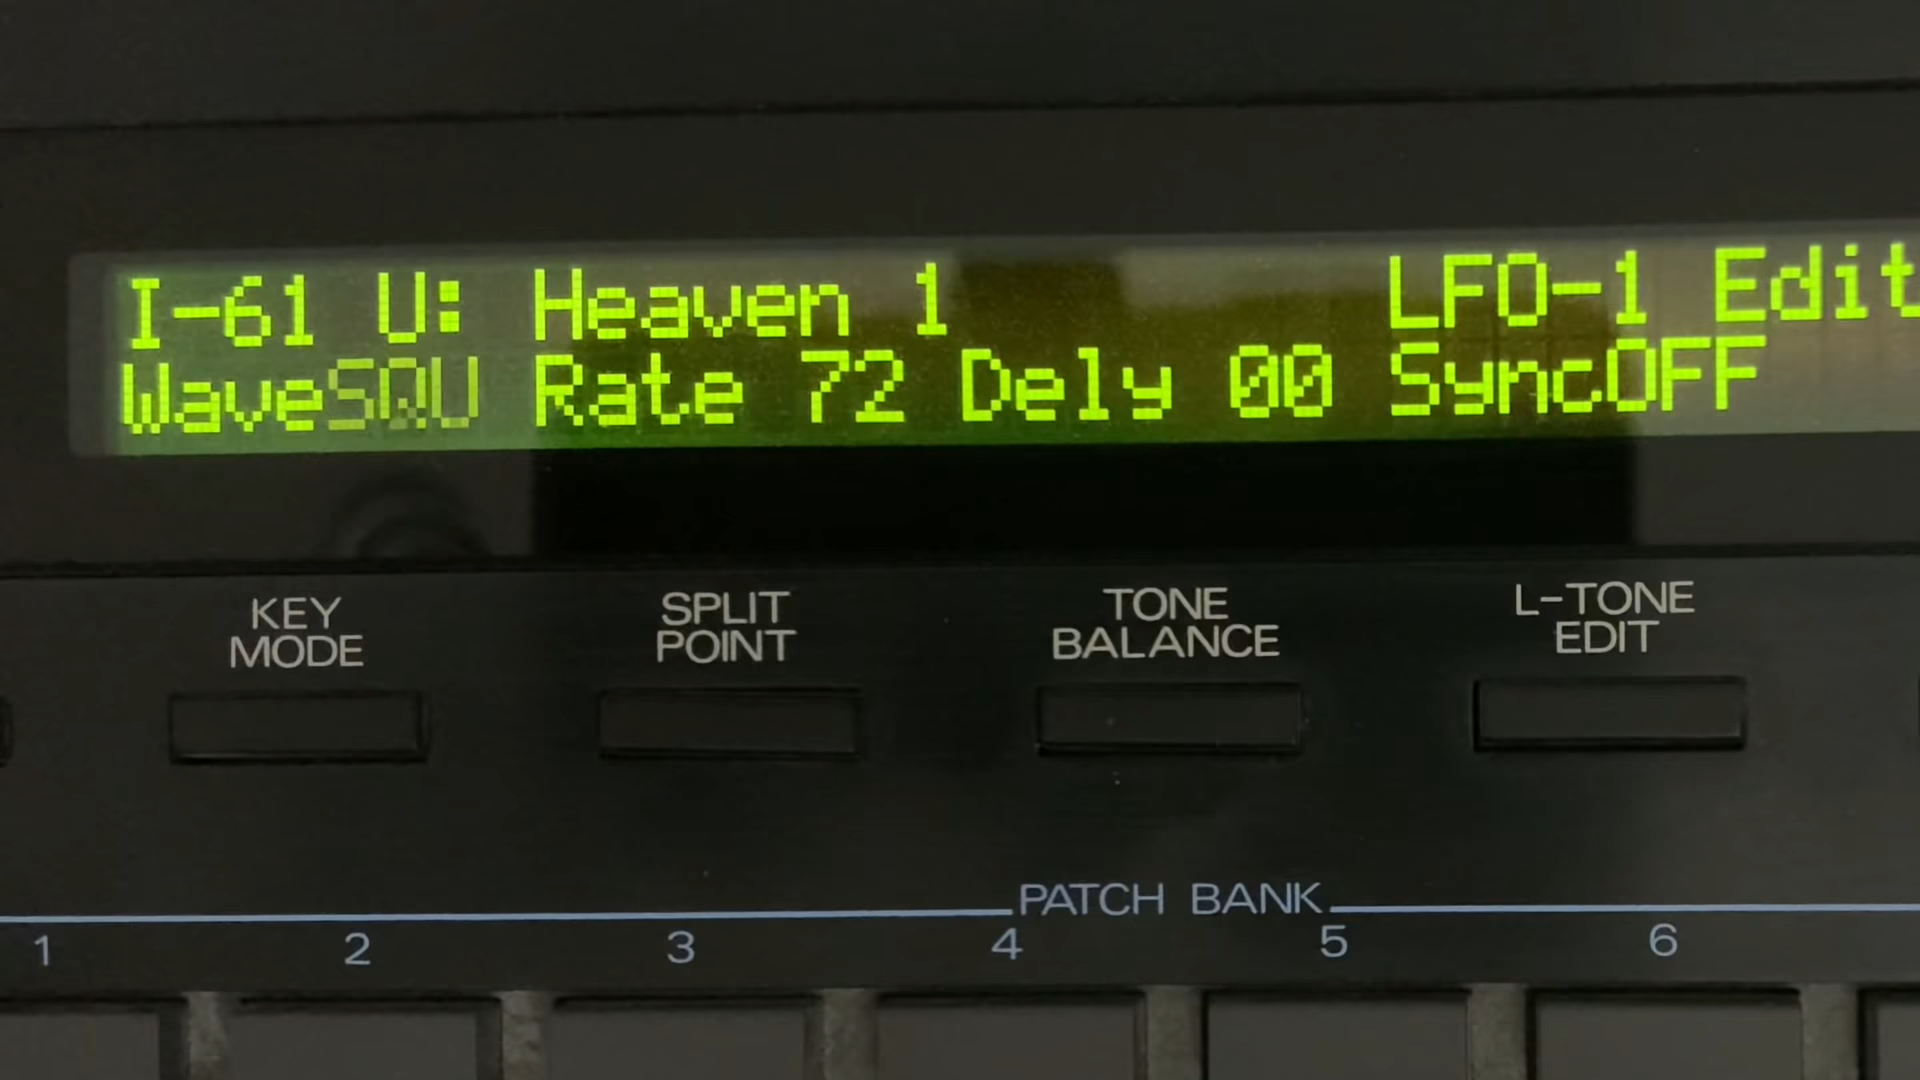 I-61 U: Heaven 1 LFO-1 Edit
WaveSQU Rate 72 Dely 00 SyncOFF
KEY
MODE
SPLIT
POINT
TONE
BALANCE
L-TONE
EDIT
PATCH BANK
1 2 3 4 5 6